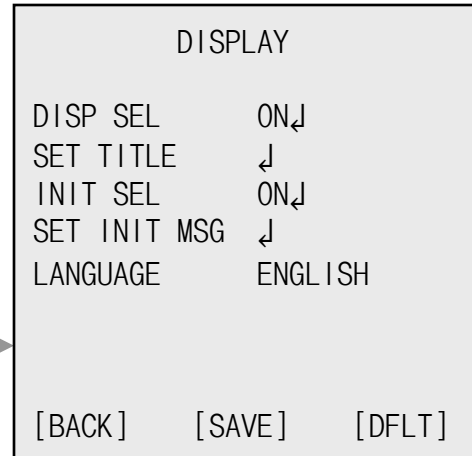 DISPLAY
DISP SEL ON↲
SET TITLE ↲
INIT SEL ON↲
SET INIT MSG ↲
LANGUAGE ENGLISH
[BACK] [SAVE] [DFLT]